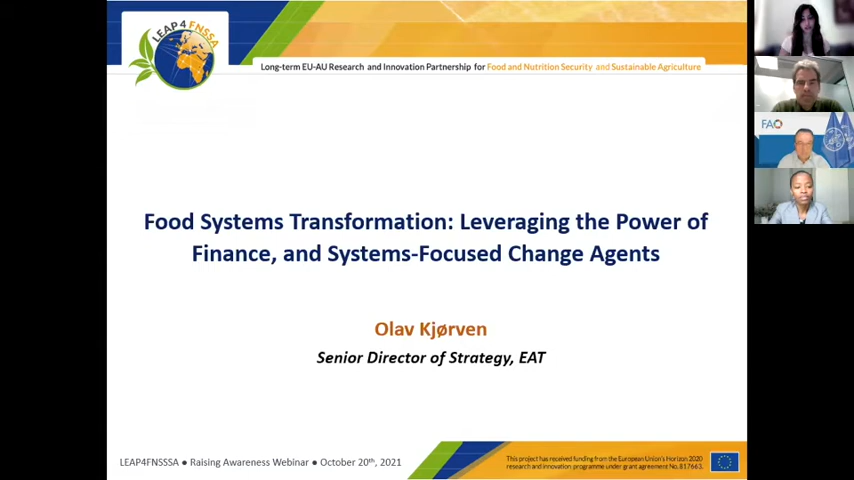 LEAP 4 FNSSA
Long-term EU-AU Research and Innovation Partnership for Food and Nutrition Security and Sustainable Agriculture
FAO
Food Systems Transformation: Leveraging the Power of
Finance, and Systems-Focused Change Agents
Olav Kjørven
Senior Director of Strategy, EAT
LEAP4FNSSSA ● Raising Awareness Webinar ● October 20th, 2021
This project has received funding from the European Union's Horizon 2020
research and innovation programme under grant agreement No. 817663.